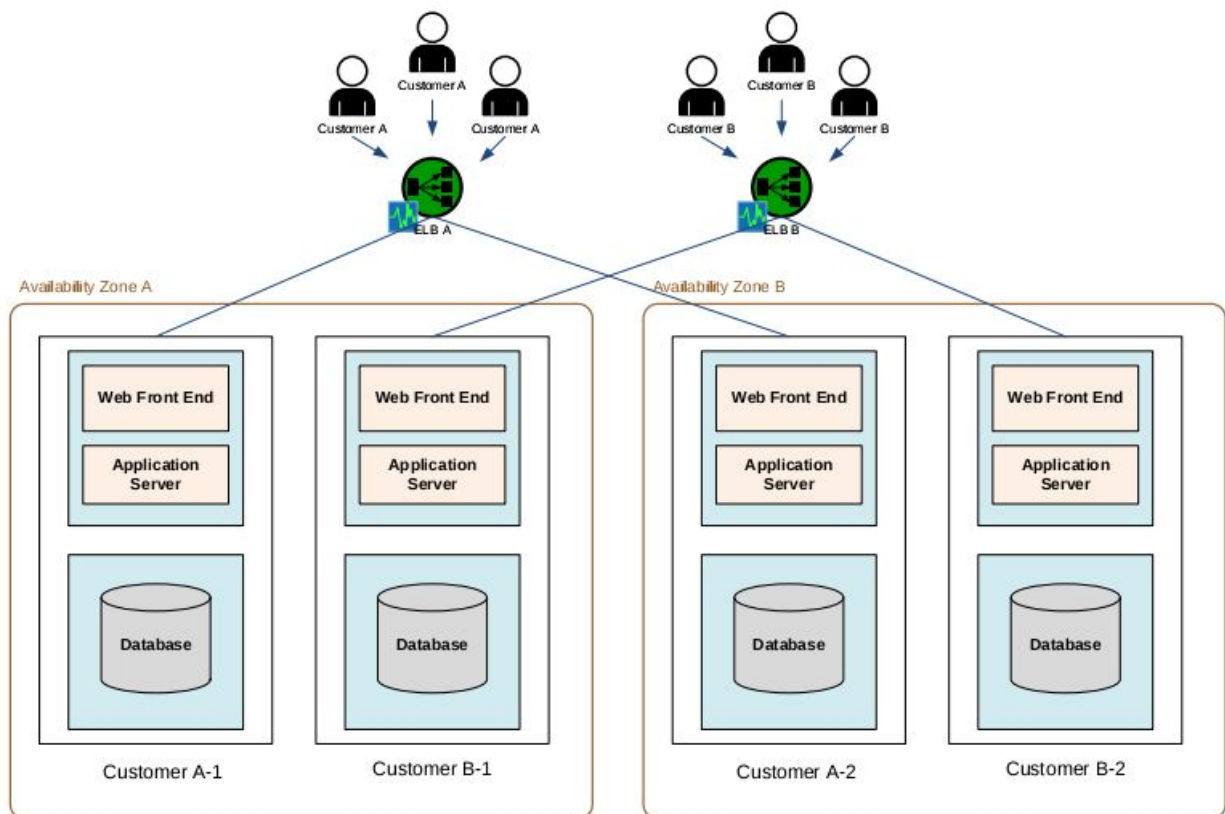 Customer A
Customer B
Customer A
Customer A
Customer B
Customer B
ELB A
ELB B
Availability Zone A
Availability Zone B
Web Front End
Web Front End
Web Front End
Web Front End
Application
Server
Application
Server
Application
Server
Application
Server
Database
Database
Database
Database
Customer A-1
Customer B-1
Customer A-2
Customer B-2